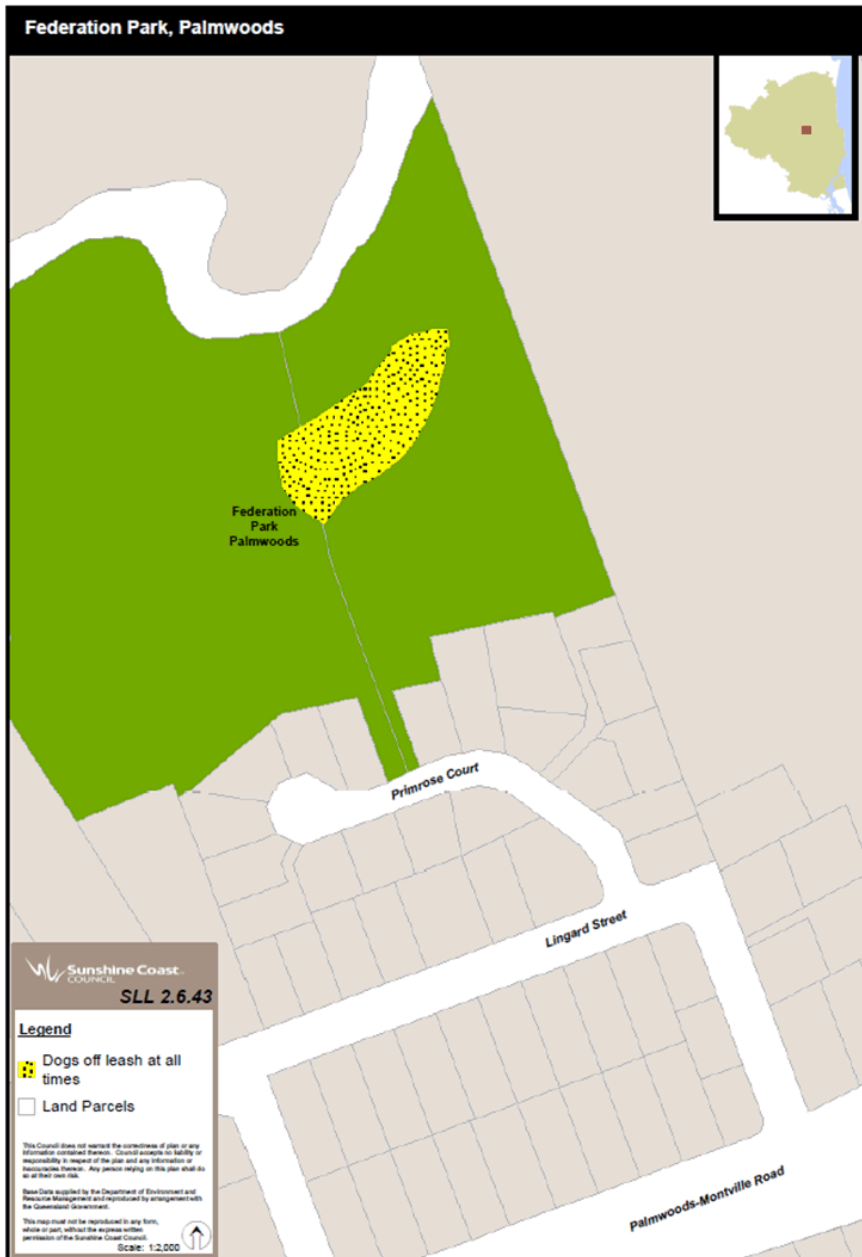 Federation Park, Palmwoods
Federation
Park
Palmwoods
Primrose Court
Lingard Street
Palmwoods-Montville Road
Sunshine Coast
COUNCIL
SLL 2.6.43
Legend
Dogs off leash at all
times
Land Parcels
This Council does not warrant the correctness of plan or any
information contained thereon. Council accepts no liability or
responsibility in respect of the plan and any information or
inaccuracies thereon. Any person relying on this plan shall do
so at their own risk.
Base Data supplied by the Department of Environment and
Resource Management and reproduced by arrangement with
the Queensland Government.
This map must not be reproduced in any form,
whole or part, without the express written
permission of the Sunshine Coast Council.
Scale: 1:2,000